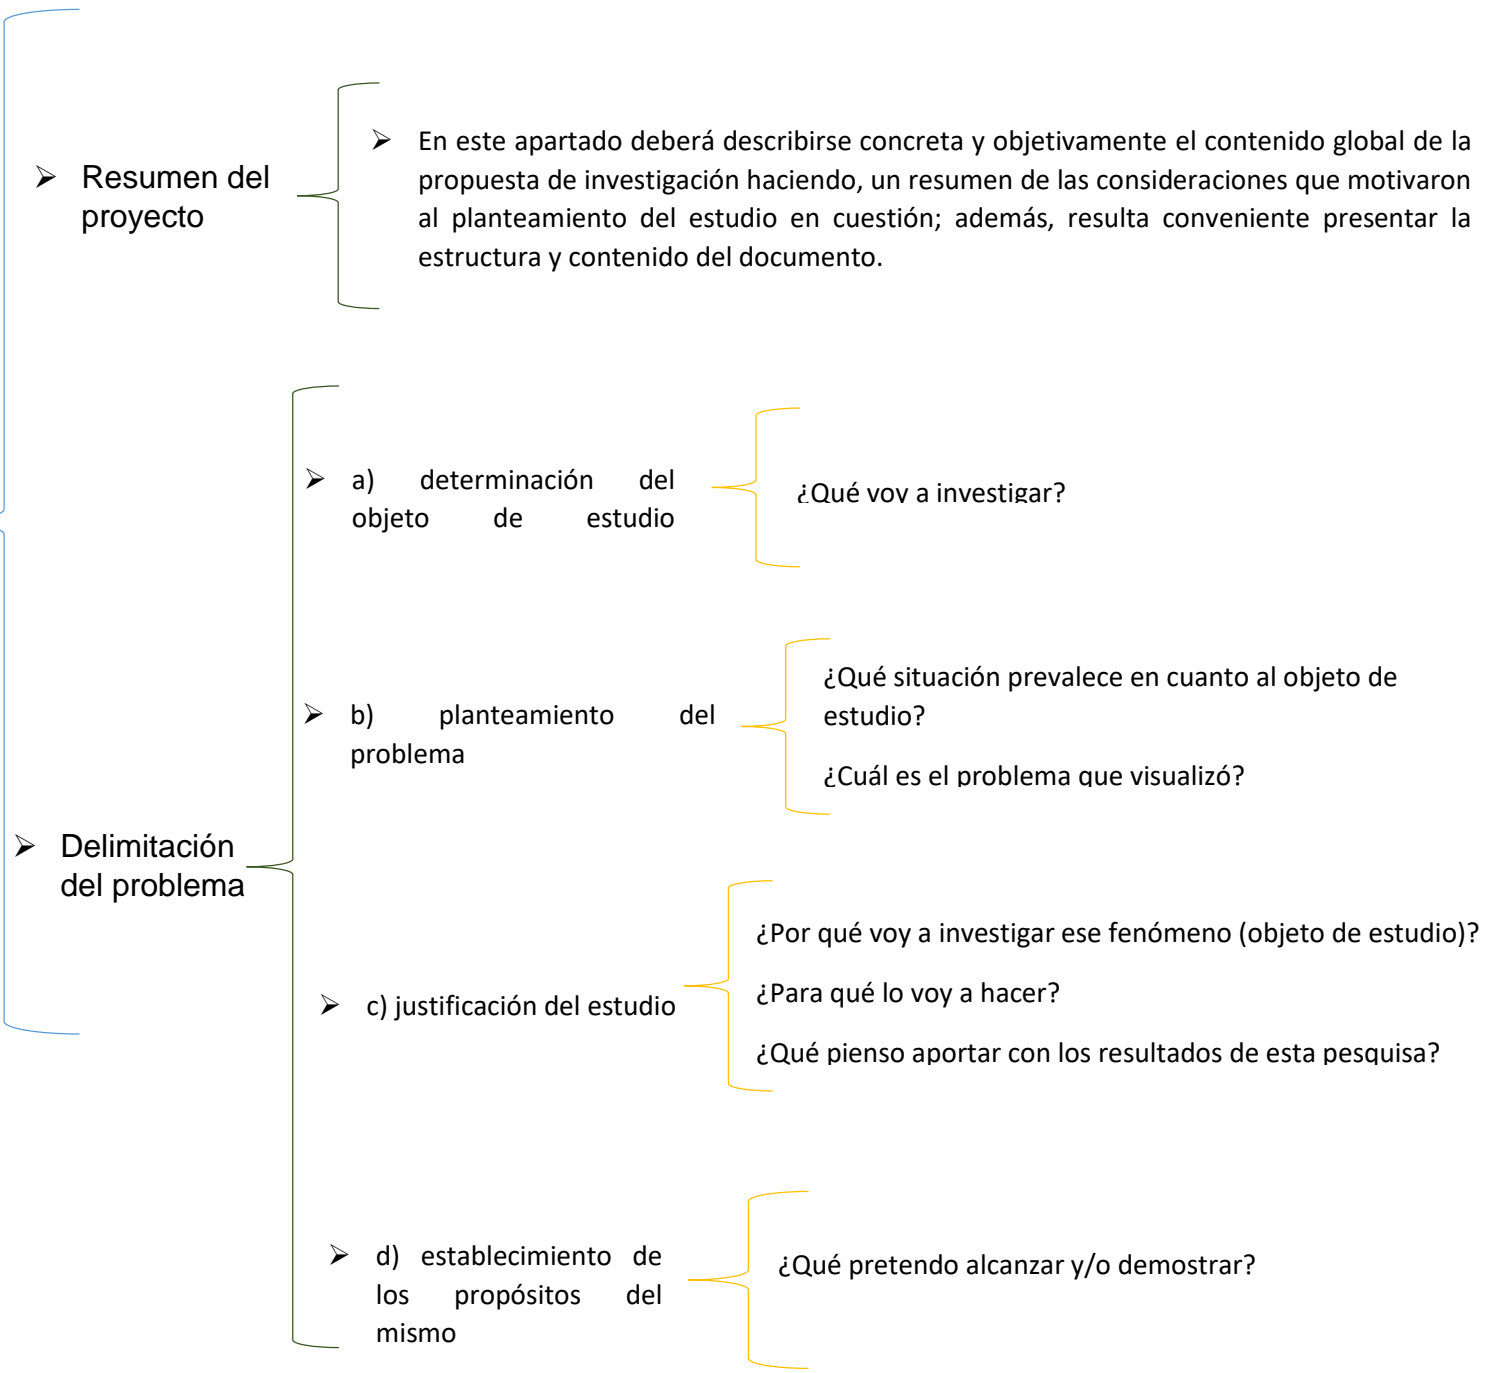 ➢ Resumen del
proyecto
➢ En este apartado deberá describirse concreta y objetivamente el contenido global de la
propuesta de investigación haciendo, un resumen de las consideraciones que motivaron
al planteamiento del estudio en cuestión; además, resulta conveniente presentar la
estructura y contenido del documento.
➢ Delimitación
del problema
➢ a) determinación del
objeto de estudio
¿Qué voy a investigar?
➢ b) planteamiento del
problema
¿Qué situación prevalece en cuanto al objeto de
estudio?
¿Cuál es el problema que visualizó?
➢ c) justificación del estudio
¿Por qué voy a investigar ese fenómeno (objeto de estudio)?
¿Para qué lo voy a hacer?
¿Qué pienso aportar con los resultados de esta pesquisa?
➢ d) establecimiento de
los propósitos del
mismo
¿Qué pretendo alcanzar y/o demostrar?